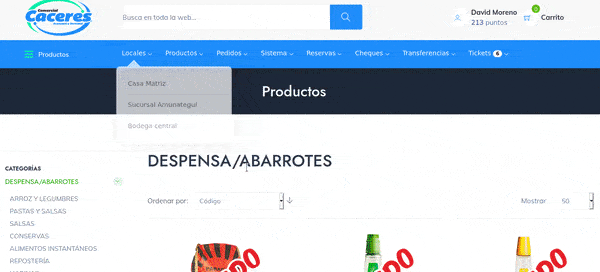 Comercial
Caceres
Busca en toda la web...
David Moreno
213 puntos
0
Carrito
Productos
Locales
Productos
Pedidos
Sistema
Reservas
Cheques
Transferencias
Tickets 0
Casa Matriz
Sucursal Amunategui
Bodega central
Productos
CATEGORÍAS
DESPENSA/ABARROTES
ARROZ Y LEGUMBRES
PASTAS Y SALSAS
SALSAS
CONSERVAS
ALIMENTOS INSTANTÁNEOS
REPOSTERÍA
DESPENSA/ABARROTES
Ordenar por:
Código
Mostrar
50